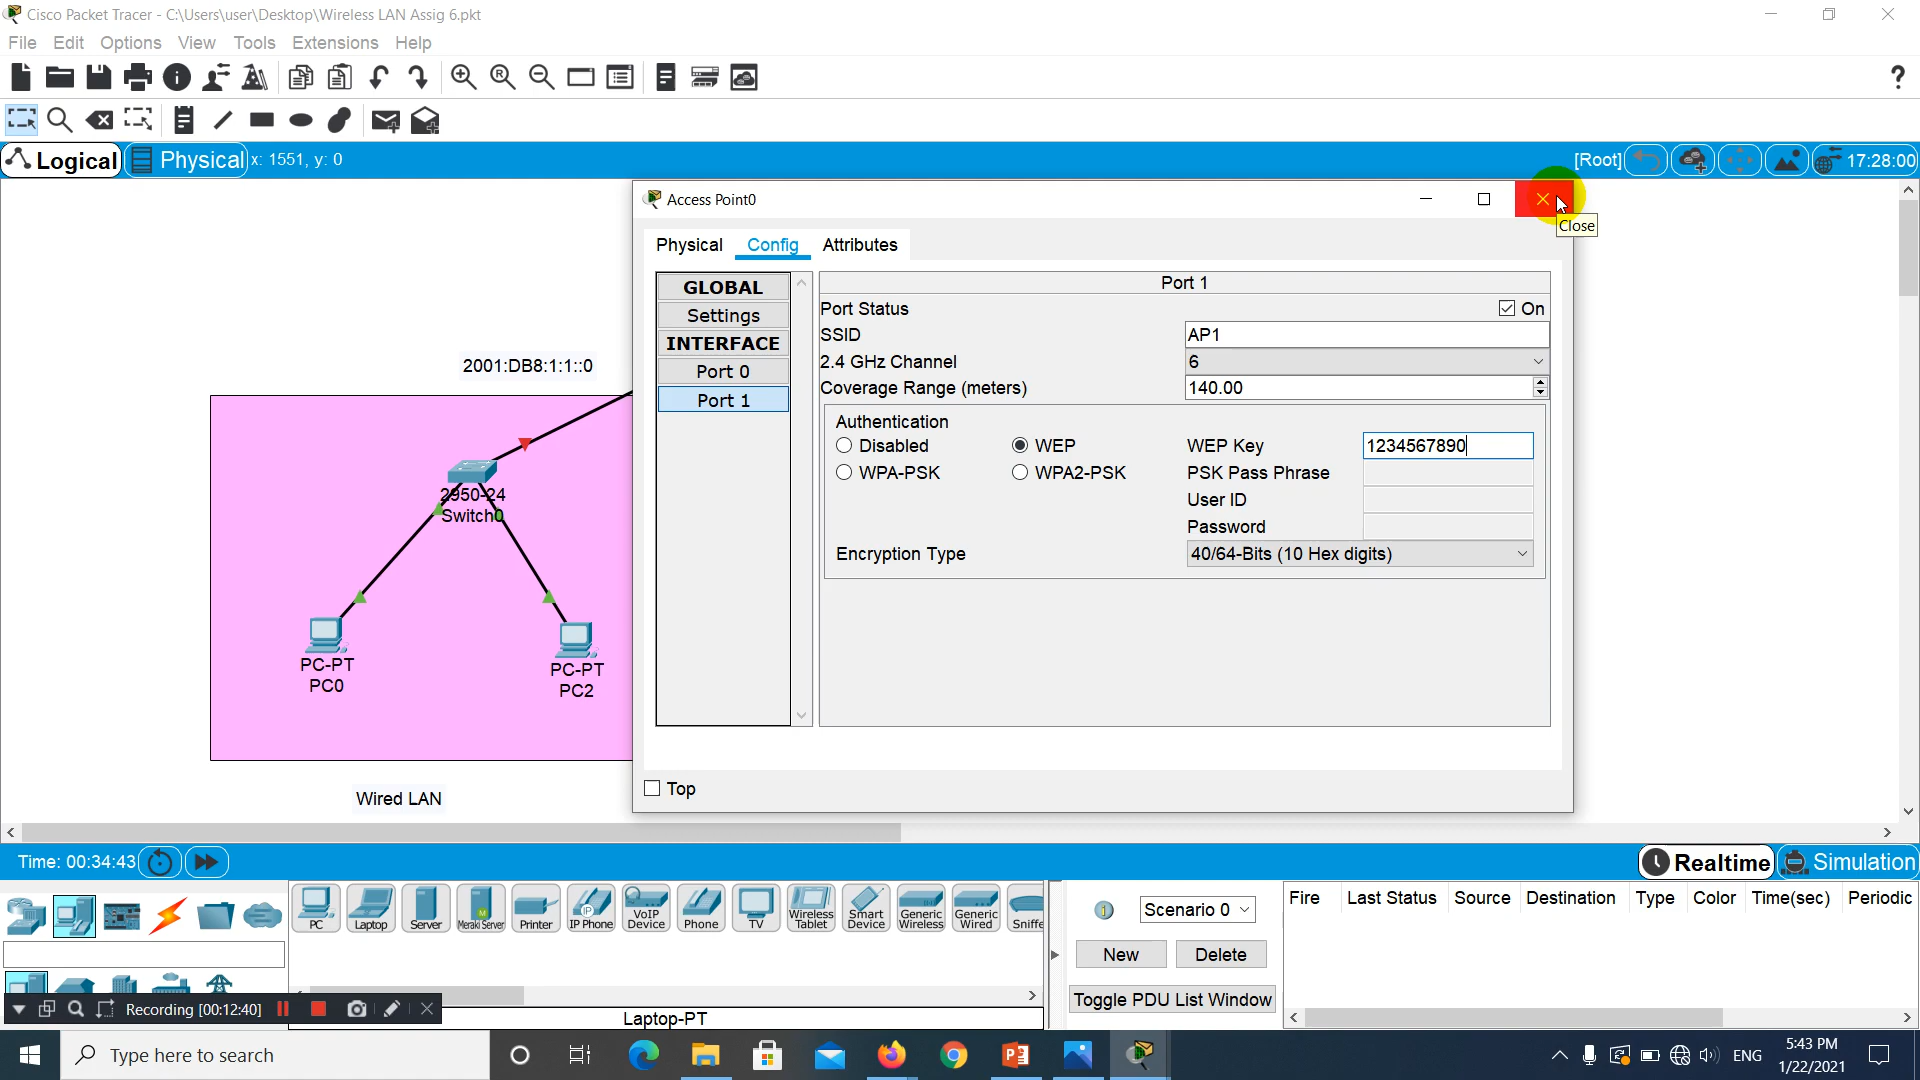 Cisco Packet Tracer - C:\Users\user\Desktop\Wireless LAN Assig 6.pkt
File Edit Options View Tools Extensions Help
Logical Physical x: 1551, y: 0 [Root] 17:28:00
Access Point0
Close
Physical Config Attributes
GLOBAL
Settings
INTERFACE
Port 0
Port 1
Port 1
Port Status On
SSID AP1
2.4 GHz Channel 6
Coverage Range (meters) 140.00
Authentication
Disabled WEP WEP Key 1234567890
WPA-PSK WPA2-PSK PSK Pass Phrase
User ID
Password
Encryption Type 40/64-Bits (10 Hex digits)
Top
2001:DB8:1:1::0
2950-24
Switch0
PC-PT
PC0
PC-PT
PC2
Wired LAN
Time: 00:34:43 Realtime Simulation
PC Laptop Server Meraki Server Printer IP Phone VoIP Device Phone TV Wireless Tablet Smart Device Generic Wireless Generic Wired Sniffe
Laptop-PT
Scenario 0
New Delete
Toggle PDU List Window
Fire Last Status Source Destination Type Color Time(sec) Periodic
Recording [00:12:40]
Type here to search
ENG
5:43 PM
1/22/2021